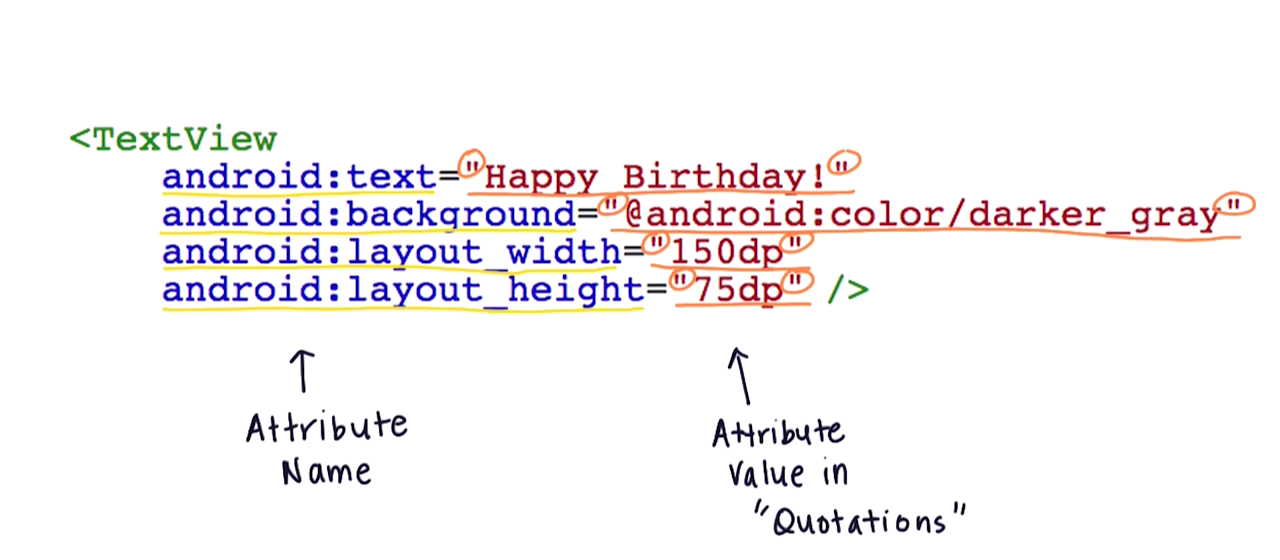 <TextView
android:text="Happy Birthday!"
android:background="@android:color/darker_gray"
android:layout_width="150dp"
android:layout_height="75dp" />
Attribute
Name
Attribute
Value in
"Quotations"